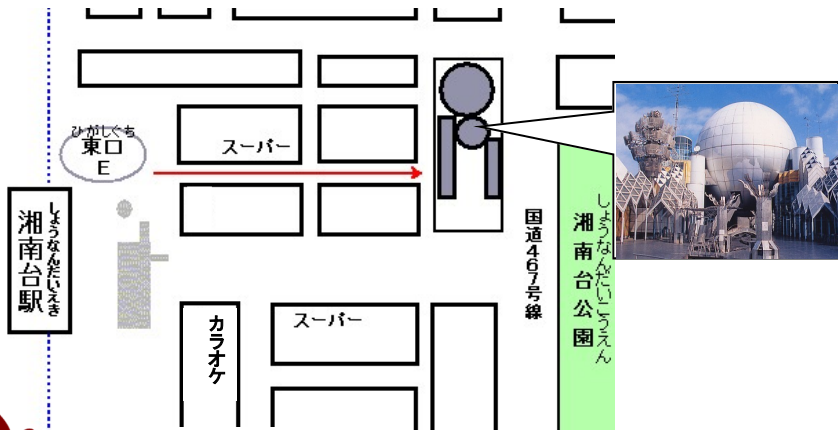 ひがしぐち
東口
E
スーパー
しょうなんだいえき
湘南台駅
カラオケ
スーパー
国道467号線
しょうなんだいこうえん
湘南台公園